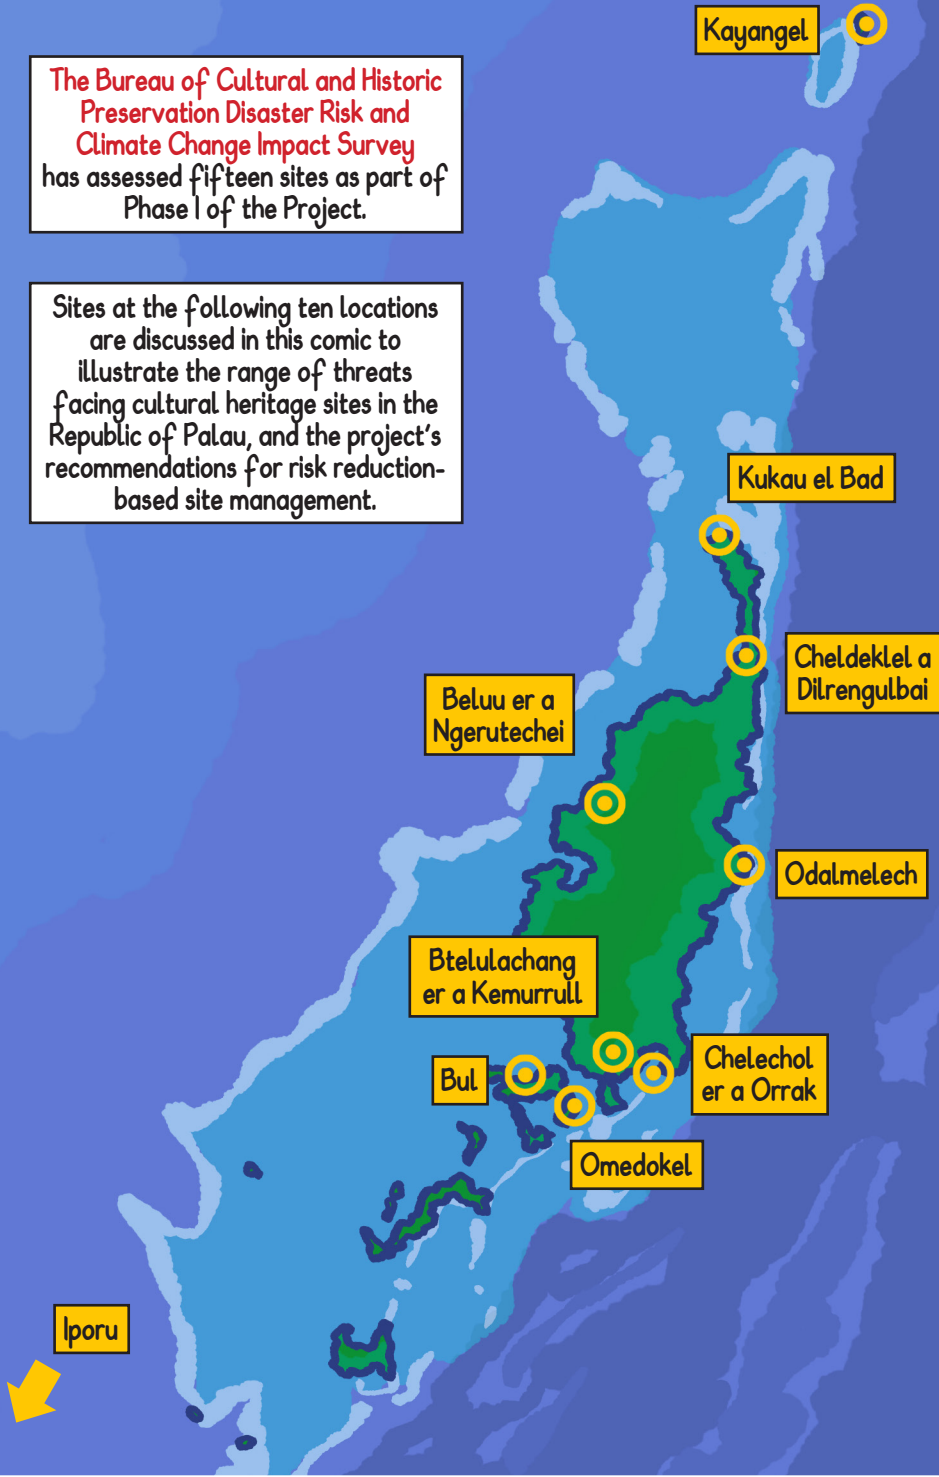 Kayangel
The Bureau of Cultural and Historic
Preservation Disaster Risk and
Climate Change Impact Survey
has assessed fifteen sites as part of
Phase 1 of the Project.
Sites at the following ten locations
are discussed in this comic to
illustrate the range of threats
facing cultural heritage sites in the
Republic of Palau, and the project's
recommendations for risk reduction-
based site management.
Kukau el Bad
Cheldeklel a
Dilrengulbai
Beluu er a
Ngerutechei
Odalmelech
Btelulachang
er a Kemurrull
Chelechol
er a Orrak
Bul
Omedokel
Iporu